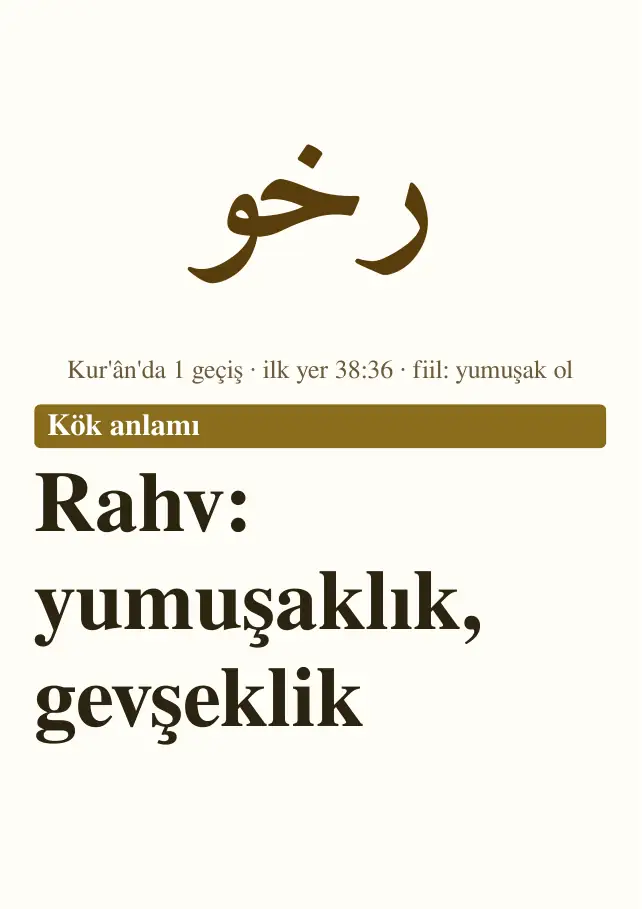 رخو
Kur'ân'da 1 geçiş · ilk yer 38:36 · fiil: yumuşak ol
Kök anlamı
Rahv:
yumuşaklık,
gevşeklik